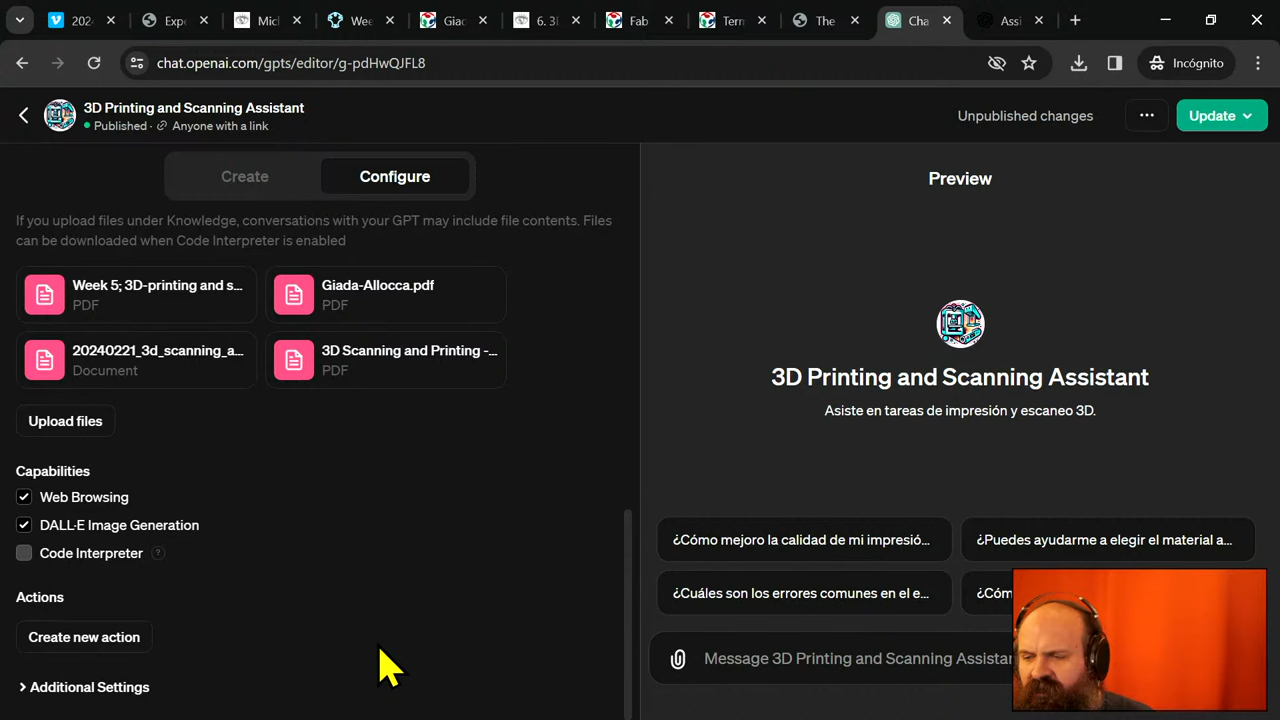 202
Exp
Micl
Wee
Giac
6. 3
Fab
Terr
The
Cha
Assi
chat.openai.com/gpts/editor/g-pdHwQJFL8
Incógnito
3D Printing and Scanning Assistant
Published · Anyone with a link
Unpublished changes
Update
Create
Configure
Preview
If you upload files under Knowledge, conversations with your GPT may include file contents. Files
can be downloaded when Code Interpreter is enabled
Week 5; 3D-printing and s...
PDF
Giada-Allocca.pdf
PDF
20240221_3d_scanning_a...
Document
3D Scanning and Printing -...
PDF
Upload files
Capabilities
Web Browsing
DALL·E Image Generation
Code Interpreter ?
Actions
Create new action
Additional Settings
3D Printing and Scanning Assistant
Asiste en tareas de impresión y escaneo 3D.
¿Cómo mejoro la calidad de mi impresió...
¿Puedes ayudarme a elegir el material a...
¿Cuáles son los errores comunes en el e...
¿Cóm
Message 3D Printing and Scanning Assistan